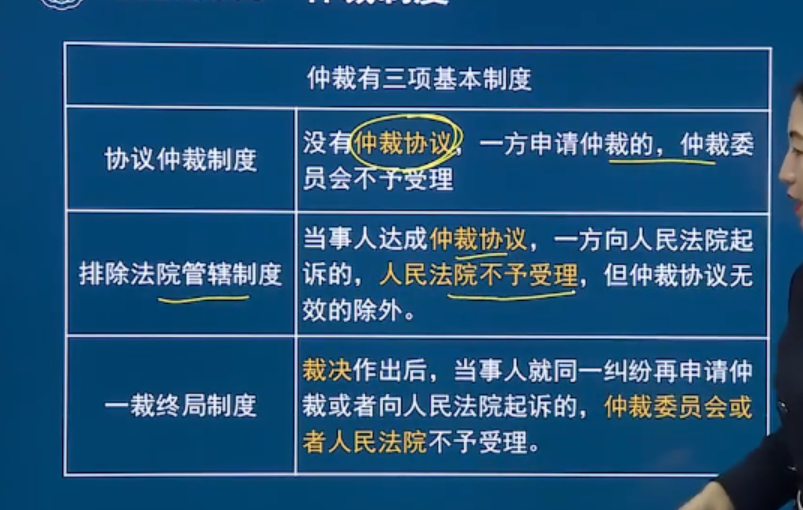 仲裁制度
仲裁有三项基本制度
协议仲裁制度
没有仲裁协议，一方申请仲裁的，仲裁委
员会不予受理
排除法院管辖制度
当事人达成仲裁协议，一方向人民法院起
诉的，人民法院不予受理，但仲裁协议无
效的除外。
一裁终局制度
裁决作出后，当事人就同一纠纷再申请仲
裁或者向人民法院起诉的，仲裁委员会或
者人民法院不予受理。